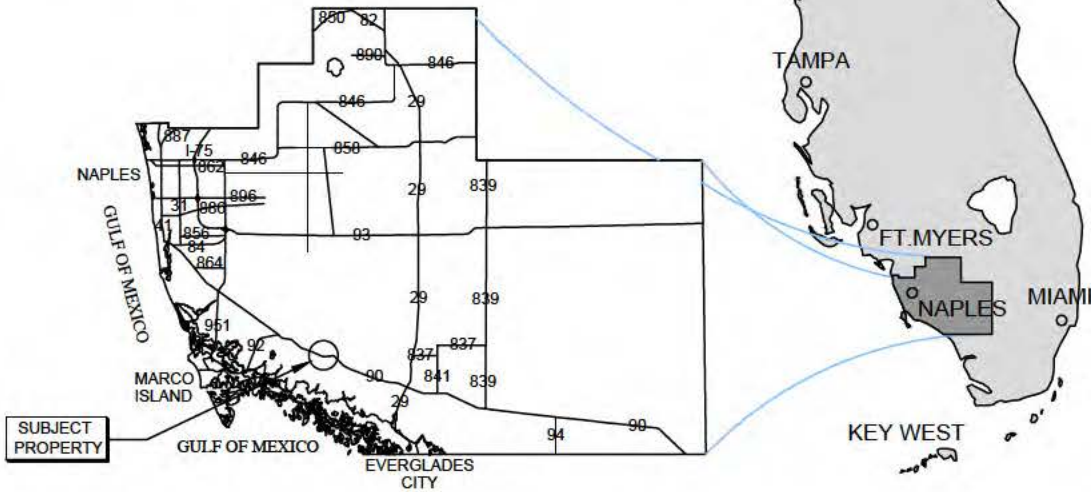 850
82
890
846
846
29
887
I-75
846
858
862
NAPLES
29
839
896
31
886
41
856
93
84
864
GULF OF MEXICO
29
839
951
92
837
837
MARCO
ISLAND
90
841
839
29
SUBJECT
PROPERTY
GULF OF MEXICO
94
90
EVERGLADES
CITY
TAMPA
FT.MYERS
NAPLES
MIAMI
KEY WEST